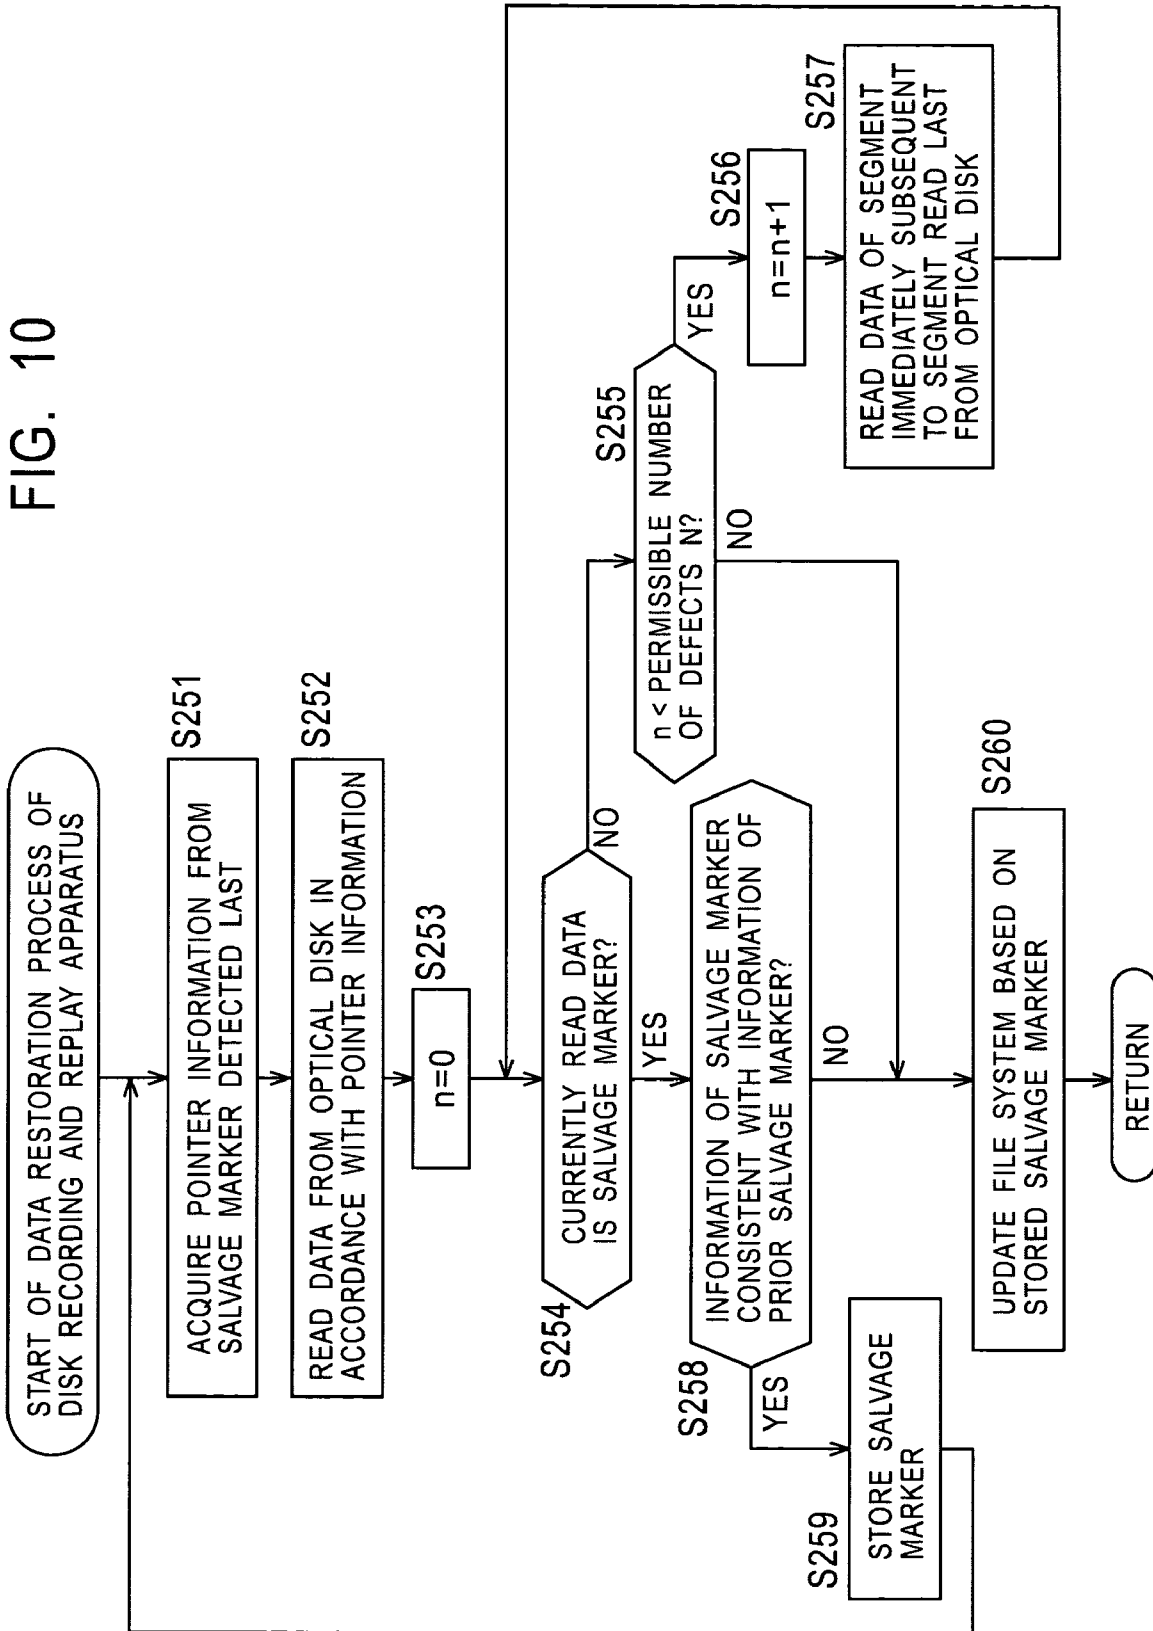 FIG. 10
START OF DATA RESTORATION PROCESS OF
DISK RECORDING AND REPLAY APPARATUS
S251
ACQUIRE POINTER INFORMATION FROM
SALVAGE MARKER DETECTED LAST
S252
READ DATA FROM OPTICAL DISK IN
ACCORDANCE WITH POINTER INFORMATION
S253
n=0
S254
CURRENTLY READ DATA
IS SALVAGE MARKER?
NO
YES
S255
n < PERMISSIBLE NUMBER
OF DEFECTS N?
YES
NO
S256
n=n+1
S257
READ DATA OF SEGMENT
IMMEDIATELY SUBSEQUENT
TO SEGMENT READ LAST
FROM OPTICAL DISK
S258
INFORMATION OF SALVAGE MARKER
CONSISTENT WITH INFORMATION OF
PRIOR SALVAGE MARKER?
YES
NO
S259
STORE SALVAGE
MARKER
S260
UPDATE FILE SYSTEM BASED ON
STORED SALVAGE MARKER
RETURN